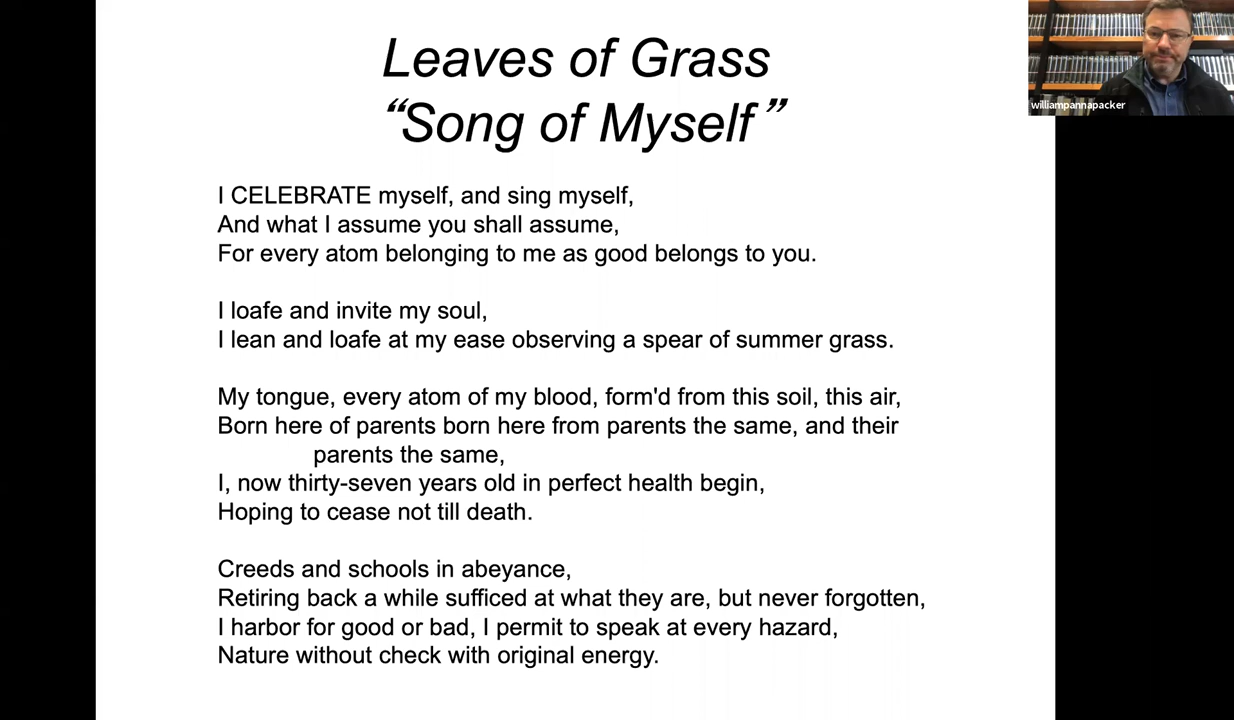 Leaves of Grass
“Song of Myself”
williampannapacker
I CELEBRATE myself, and sing myself,
And what I assume you shall assume,
For every atom belonging to me as good belongs to you.
I loafe and invite my soul,
I lean and loafe at my ease observing a spear of summer grass.
My tongue, every atom of my blood, form'd from this soil, this air,
Born here of parents born here from parents the same, and their
parents the same,
I, now thirty-seven years old in perfect health begin,
Hoping to cease not till death.
Creeds and schools in abeyance,
Retiring back a while sufficed at what they are, but never forgotten,
I harbor for good or bad, I permit to speak at every hazard,
Nature without check with original energy.